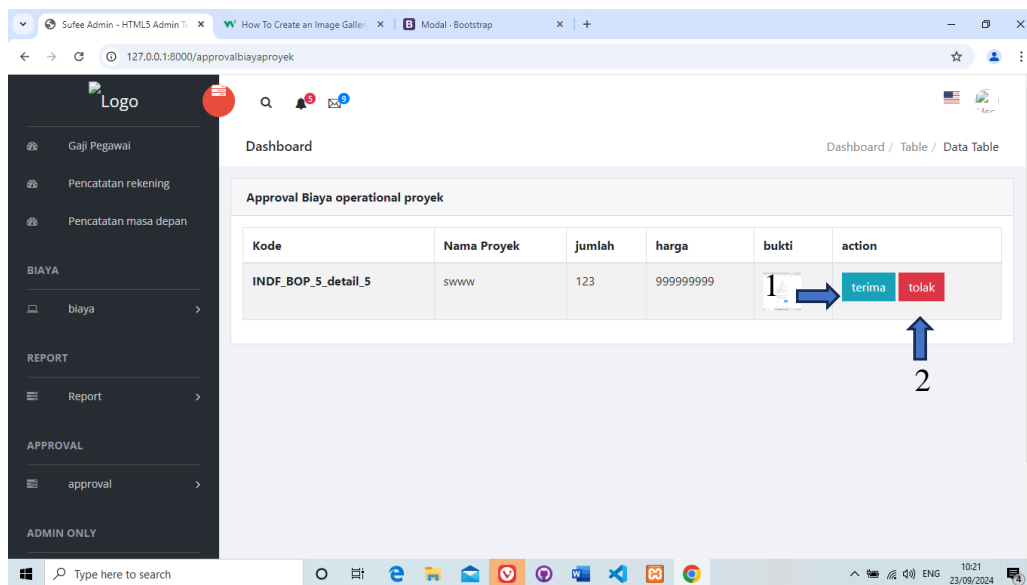 Sufee Admin - HTML5 Admin Te
How To Create an Image Gallery
B Modal · Bootstrap
127.0.0.1:8000/approvalbiayaproyek
Logo
5
9
Gaji Pegawai
Pencatatan rekening
Pencatatan masa depan
BIAYA
biaya
REPORT
Report
APPROVAL
approval
ADMIN ONLY
Dashboard
Dashboard / Table / Data Table
Approval Biaya operational proyek
Kode Nama Proyek jumlah harga bukti action
INDF_BOP_5_detail_5 swww 123 999999999 terima tolak
1
2
Type here to search
ENG
10:21
23/09/2024